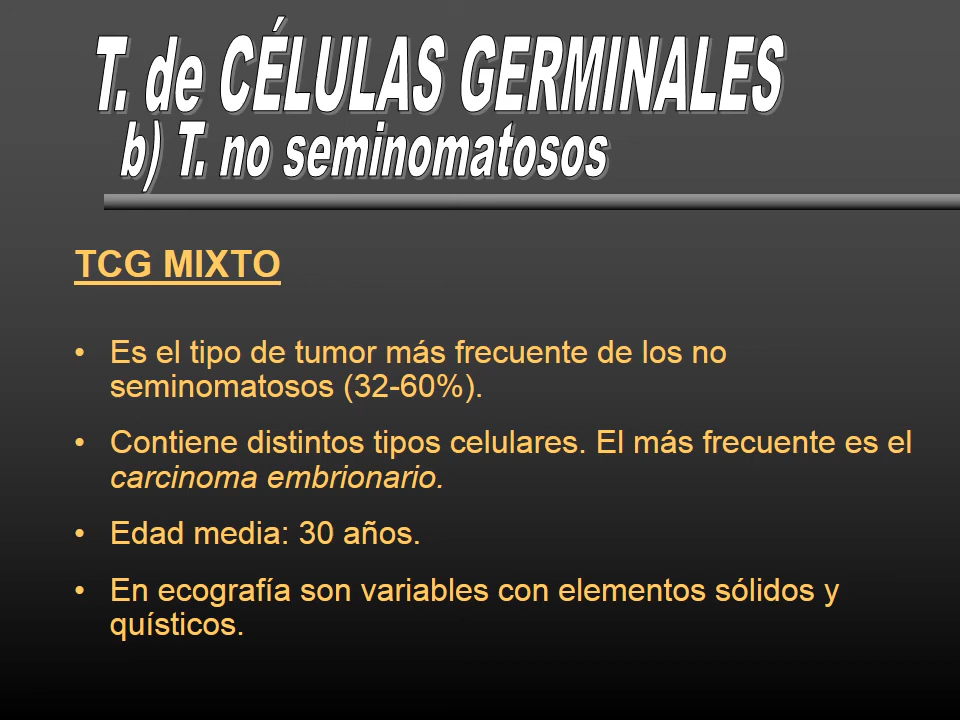 T. de CÉLULAS GERMINALES
b) T. no seminomatosos
TCG MIXTO
• Es el tipo de tumor más frecuente de los no
seminomatosos (32-60%).
• Contiene distintos tipos celulares. El más frecuente es el
carcinoma embrionario.
• Edad media: 30 años.
• En ecografía son variables con elementos sólidos y
quísticos.